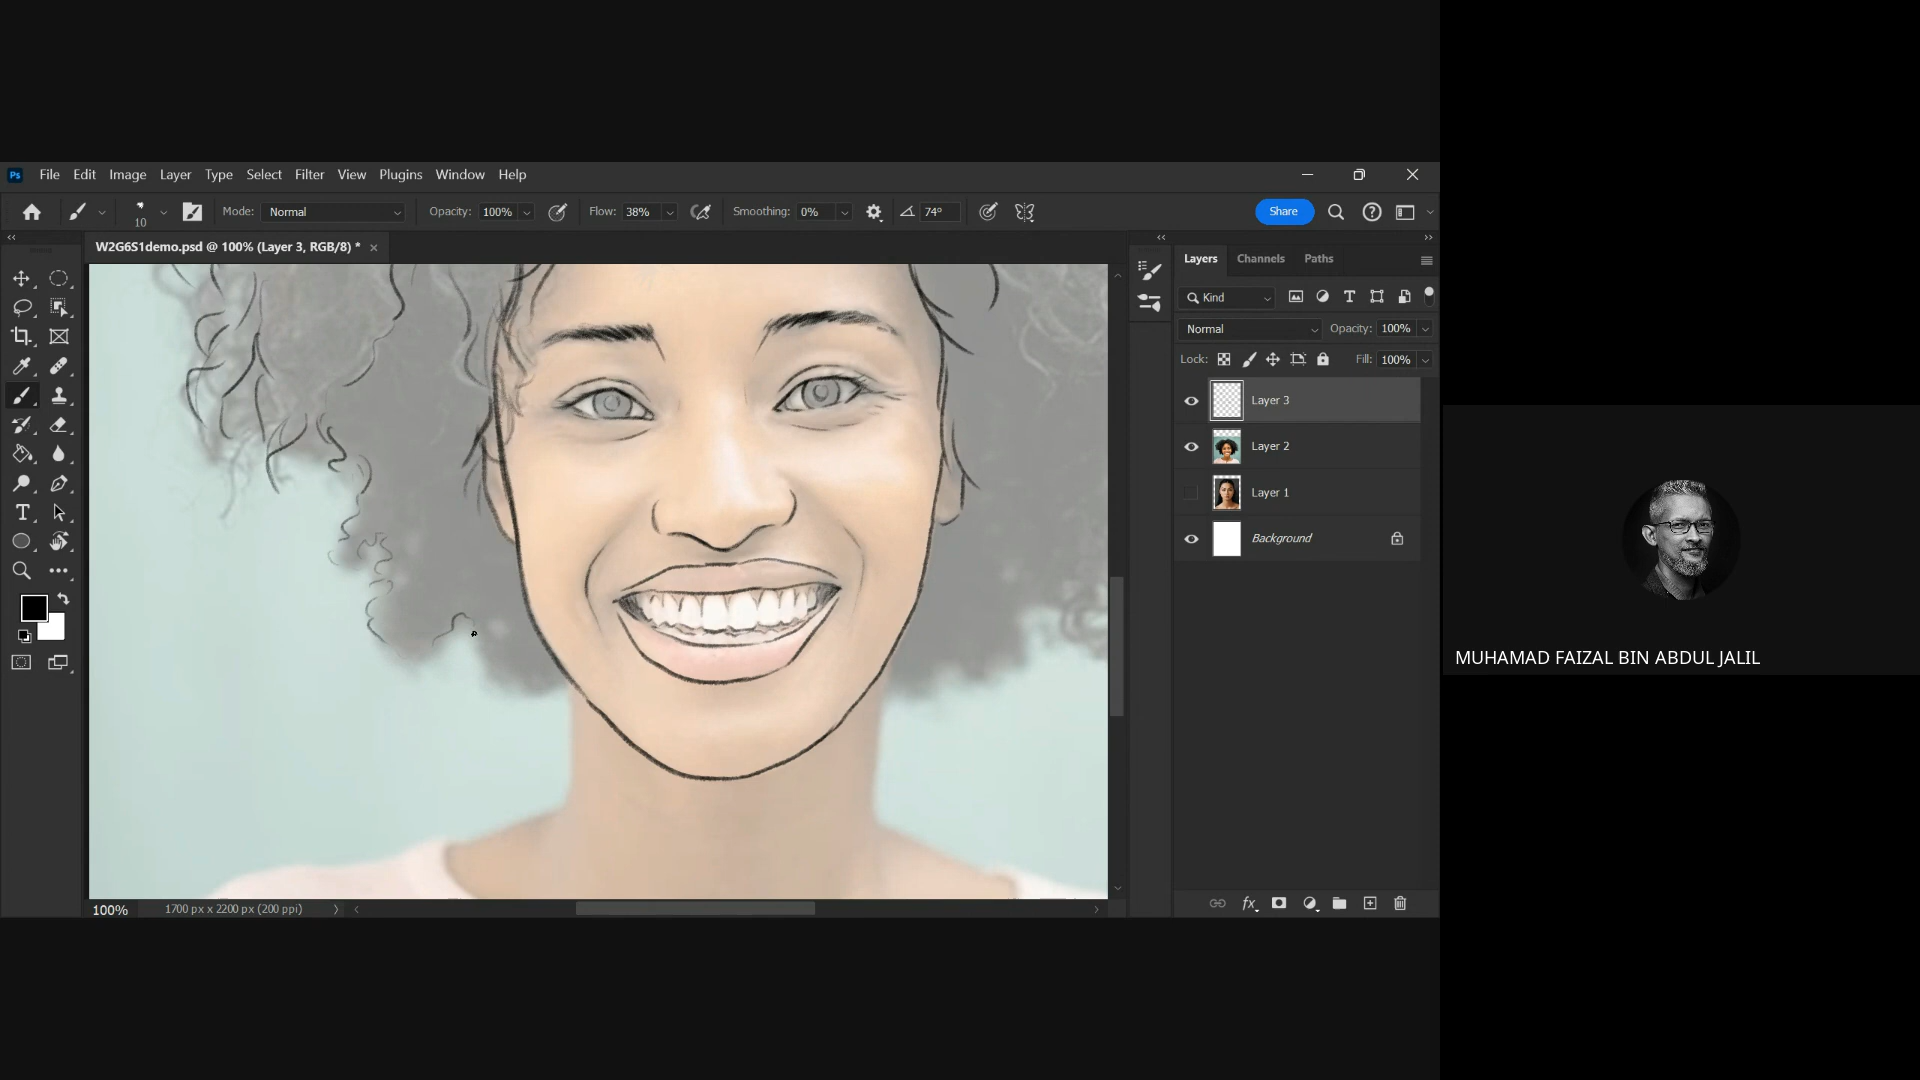 Ps File Edit Image Layer Type Select Filter View Plugins Window Help
10 Mode: Normal Opacity: 100% Flow: 38% Smoothing: 0% 74° Share
W2G6S1demo.psd @ 100% (Layer 3, RGB/8) *
Layers Channels Paths
Kind
Normal Opacity: 100%
Lock: Fill: 100%
Layer 3
Layer 2
Layer 1
Background
MUHAMAD FAIZAL BIN ABDUL JALIL
100% 1700 px x 2200 px (200 ppi)
fx